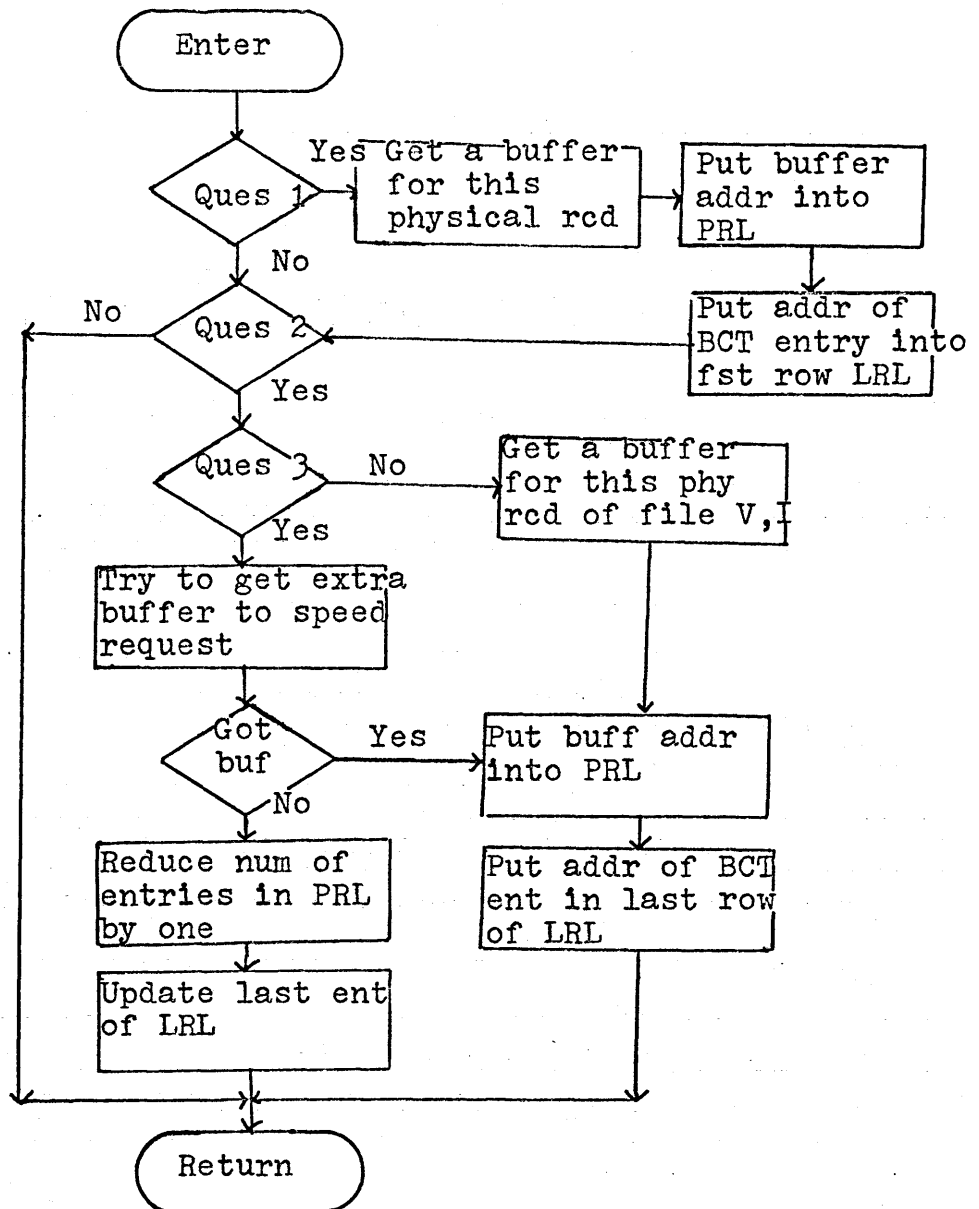 Enter
Ques 1
Yes
Get a buffer
for this
physical rcd
Put buffer
addr into
PRL
No
No
Ques 2
Put addr of
BCT entry into
fst row LRL
Yes
Ques 3
No
Get a buffer
for this phy
rcd of file V,I
Yes
Try to get extra
buffer to speed
request
Got
buf
Yes
Put buff addr
into PRL
No
Reduce num of
entries in PRL
by one
Put addr of BCT
ent in last row
of LRL
Update last ent
of LRL
Return